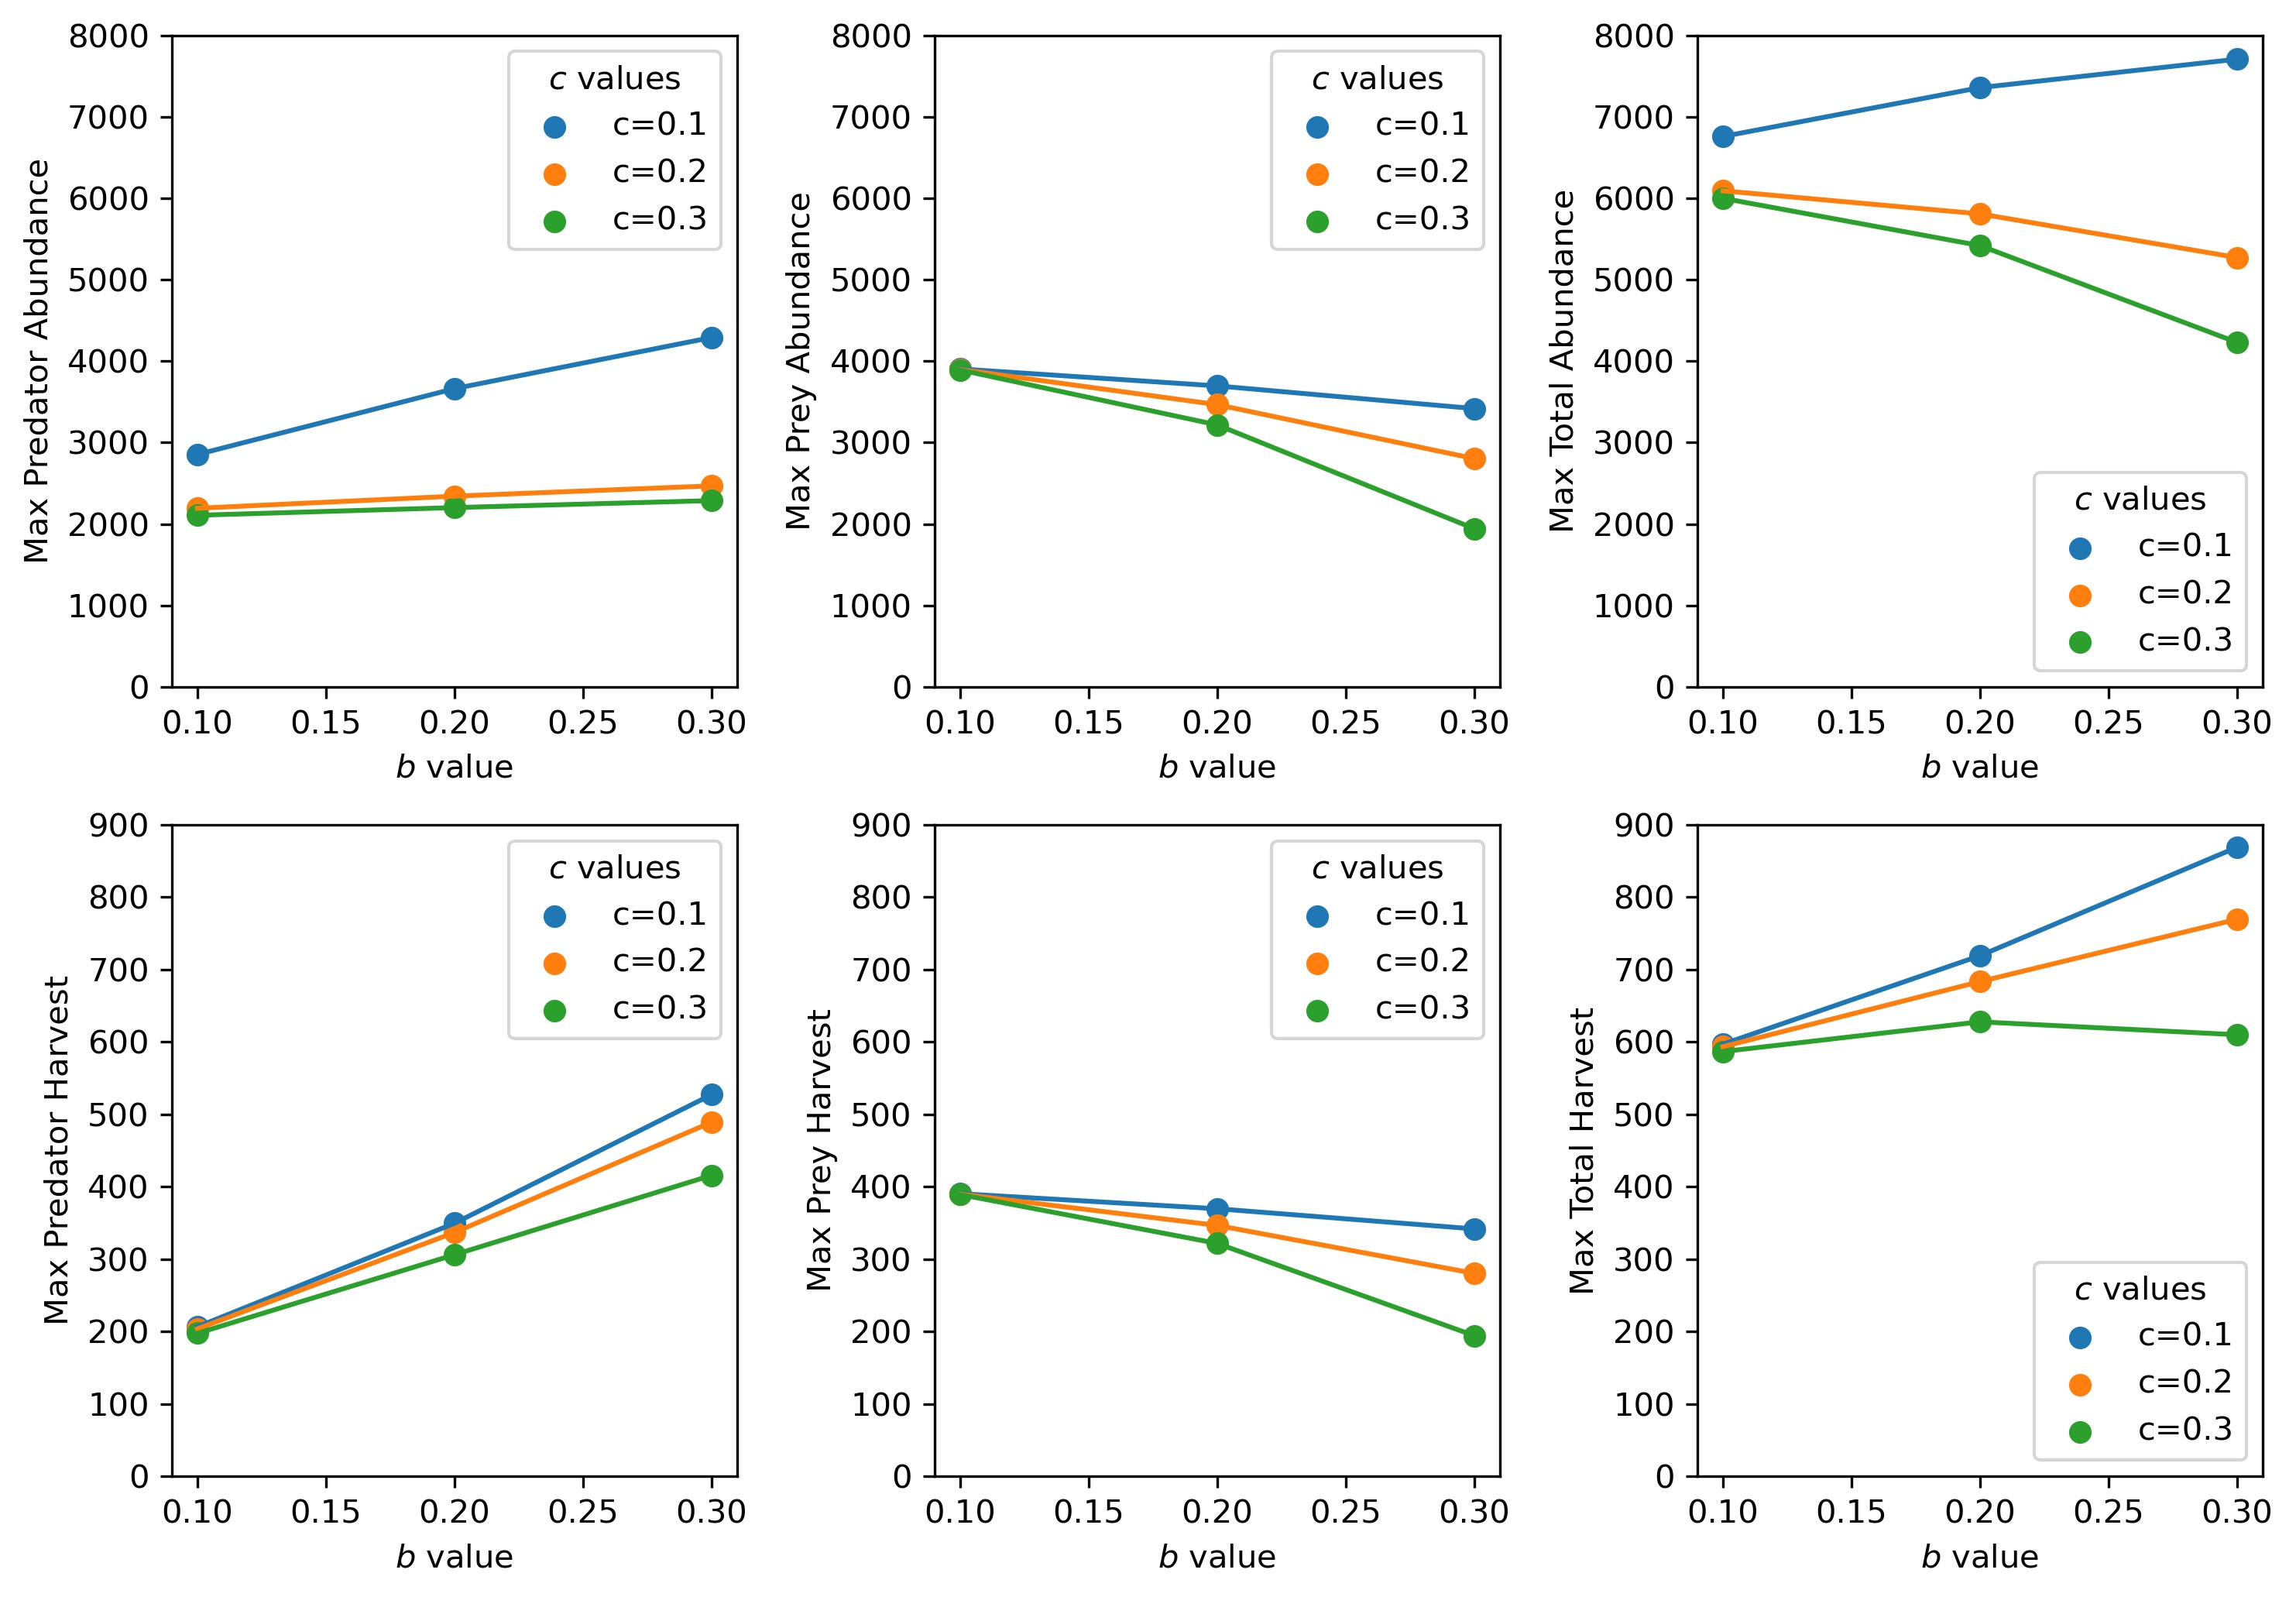 Max Predator Abundance
8000
7000
6000
5000
4000
3000
2000
1000
0
0.10 0.15 0.20 0.25 0.30
b value
c values
c=0.1
c=0.2
c=0.3
Max Prey Abundance
8000
7000
6000
5000
4000
3000
2000
1000
0
0.10 0.15 0.20 0.25 0.30
b value
c values
c=0.1
c=0.2
c=0.3
Max Total Abundance
8000
7000
6000
5000
4000
3000
2000
1000
0
0.10 0.15 0.20 0.25 0.30
b value
c values
c=0.1
c=0.2
c=0.3
Max Predator Harvest
900
800
700
600
500
400
300
200
100
0
0.10 0.15 0.20 0.25 0.30
b value
c values
c=0.1
c=0.2
c=0.3
Max Prey Harvest
900
800
700
600
500
400
300
200
100
0
0.10 0.15 0.20 0.25 0.30
b value
c values
c=0.1
c=0.2
c=0.3
Max Total Harvest
900
800
700
600
500
400
300
200
100
0
0.10 0.15 0.20 0.25 0.30
b value
c values
c=0.1
c=0.2
c=0.3